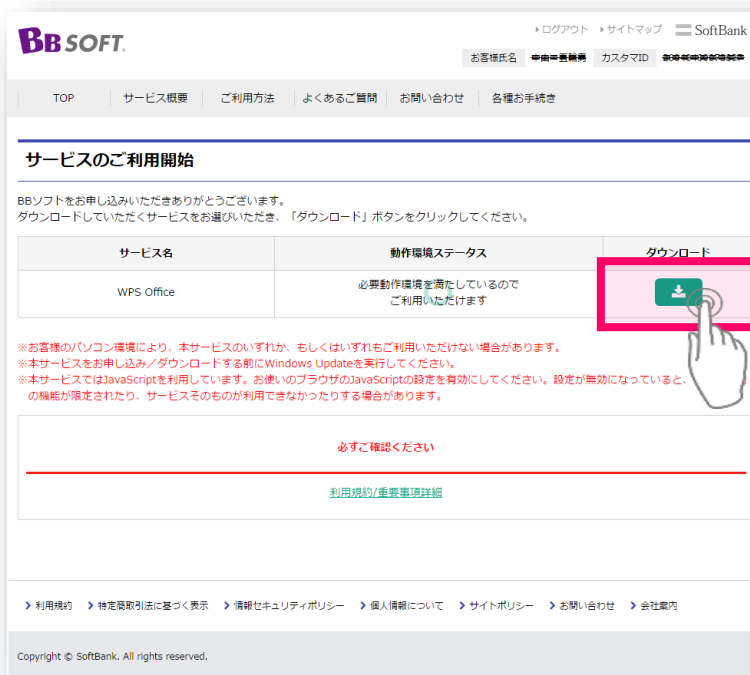 BB SOFT.
ログアウト サイトマップ SoftBank
お客様氏名 カスタマID
TOP サービス概要 ご利用方法 よくあるご質問 お問い合わせ 各種お手続き
サービスのご利用開始
BBソフトをお申し込みいただきありがとうございます。
ダウンロードしていただくサービスをお選びいただき、「ダウンロード」ボタンをクリックしてください。
サービス名 動作環境ステータス ダウンロード
WPS Office
必要動作環境を満たしているので
ご利用いただけます
※お客様のパソコン環境により、本サービスのいずれか、もしくはいずれもご利用いただけない場合があります。
※本サービスをお申し込み／ダウンロードする前にWindows Updateを実行してください。
※本サービスではJavaScriptを利用しています。お使いのブラウザのJavaScriptの設定を有効にしてください。設定が無効になっていると、
の機能が限定されたり、サービスそのものが利用できなかったりする場合があります。
必ずご確認ください
利用規約/重要事項詳細
利用規約 特定商取引法に基づく表示 情報セキュリティポリシー 個人情報について サイトポリシー お問い合わせ 会社案内
Copyright © SoftBank. All rights reserved.